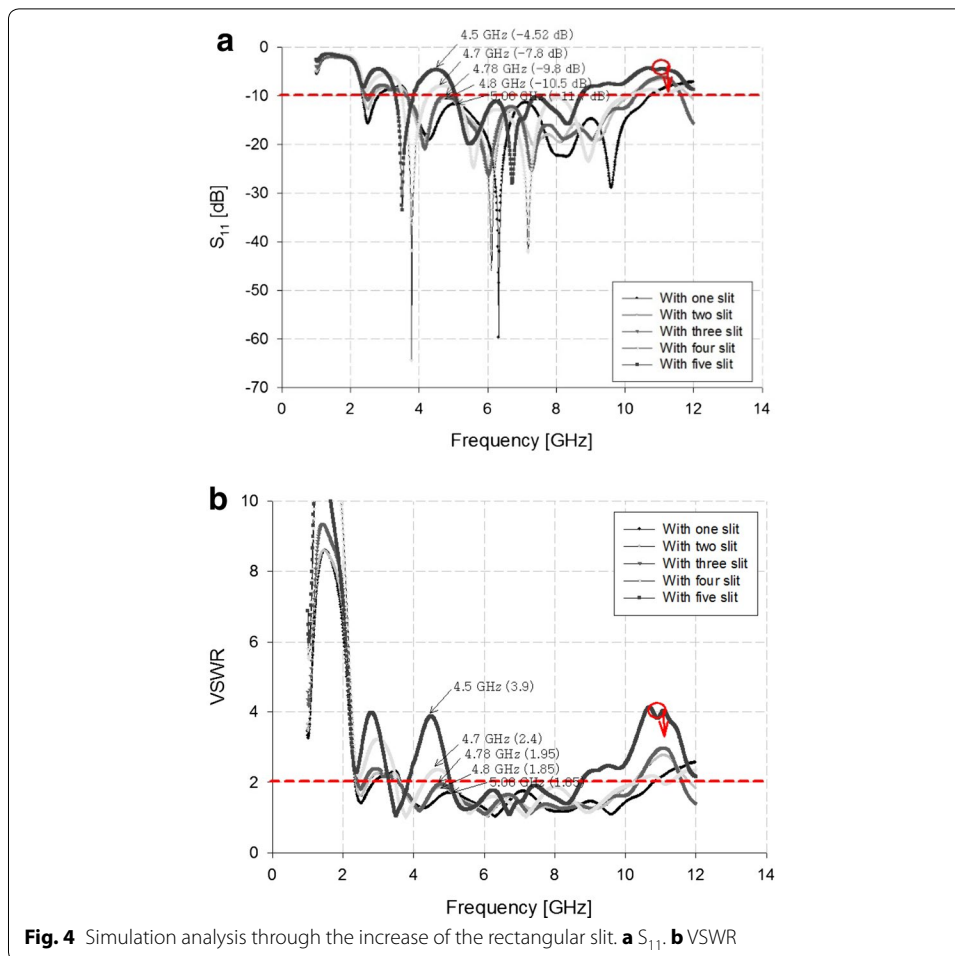 a
4.5 GHz (−4.52 dB)
4.7 GHz (−7.8 dB)
4.78 GHz (−9.8 dB)
4.8 GHz (−10.5 dB)
dB)
0
-10
-20
-30
-40
-50
-60
-70
S11 [dB]
With one slit
With two slit
With three slit
With four slit
With five slit
0 2 4 6 8 10 12 14
Frequency [GHz]
b
10
8
6
4
2
0
VSWR
With one slit
With two slit
With three slit
With four slit
With five slit
4.5 GHz (3.9)
4.7 GHz (2.4)
4.78 GHz (1.95)
4.8 GHz (1.85)
GHz
0 2 4 6 8 10 12 14
Frequency [GHz]
Fig. 4 Simulation analysis through the increase of the rectangular slit. a S11. b VSWR